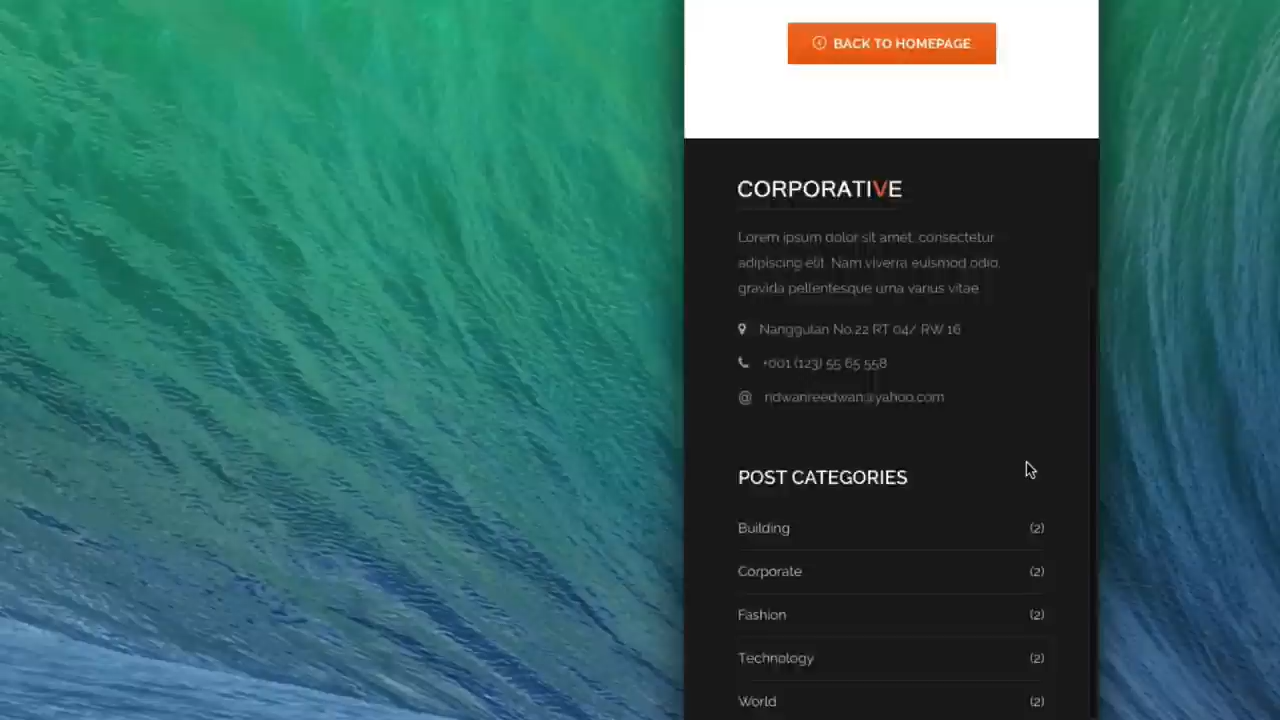 BACK TO HOMEPAGE
CORPORATIVE
Lorem ipsum dolor sit amet, consectetur
adipiscing elit. Nam viverra euismod odio,
gravida pellentesque urna varius vitae
Nanggulan No.22 RT 04/ RW 16
+001 (123) 55 65 558
@ ridwanreedwan@yahoo.com
POST CATEGORIES
Building (2)
Corporate (2)
Fashion (2)
Technology (2)
World (2)